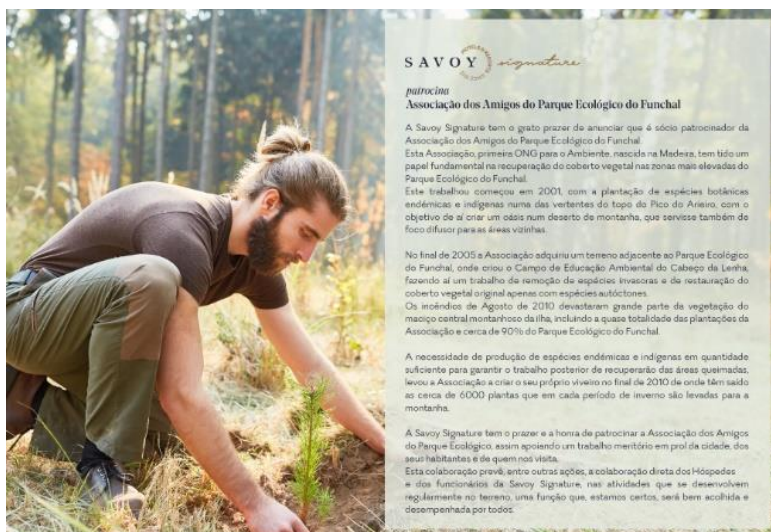 SAVOY signature
patrocina
Associação dos Amigos do Parque Ecológico do Funchal
A Savoy Signature tem o grato prazer de anunciar que é sócio patrocinador da
Associação dos Amigos do Parque Ecológico do Funchal.
Esta Associação, primeira ONG para o Ambiente, nascida na Madeira, tem tido um
papel fundamental na recuperação do coberto vegetal nas zonas mais elevadas do
Parque Ecológico do Funchal.
Este trabalhou começou em 2001, com a plantação de espécies botânicas
endémicas e indígenas numa das vertentes do topo do Pico do Arieiro, com o
objetivo de aí criar um oásis num deserto de montanha, que servisse também de
foco difusor para as áreas vizinhas.
No final de 2005 a Associação adquiriu um terreno adjacente ao Parque Ecológico
do Funchal, onde criou o Campo de Educação Ambiental do Cabeço da Lenha,
fazendo aí um trabalho de remoção de espécies invasoras e de restauração do
coberto vegetal original apenas com espécies autóctones.
Os incêndios de Agosto de 2010 devastaram grande parte da vegetação do
maciço central montanhoso da ilha, incluindo a quase totalidade das plantações da
Associação e cerca de 90% do Parque Ecológico do Funchal.
A necessidade de produção de espécies endémicas e indígenas em quantidade
suficiente para garantir o trabalho posterior de recuperarão das áreas queimadas,
levou a Associação a criar o seu próprio viveiro no final de 2010 de onde têm saído
as cerca de 6000 plantas que em cada período de inverno são levadas para a
montanha.
A Savoy Signature tem o prazer e a honra de patrocinar a Associação dos Amigos
do Parque Ecológico, assim apoiando um trabalho meritório em prol da cidade, dos
seus habitantes e de quem nos visita.
Esta colaboração prevê, entre outras ações, a colaboração direta dos Hóspedes
e dos funcionários da Savoy Signature, nas atividades que se desenvolvem
regularmente no terreno, uma função que, estamos certos, será bem acolhida e
desempenhada por todos.